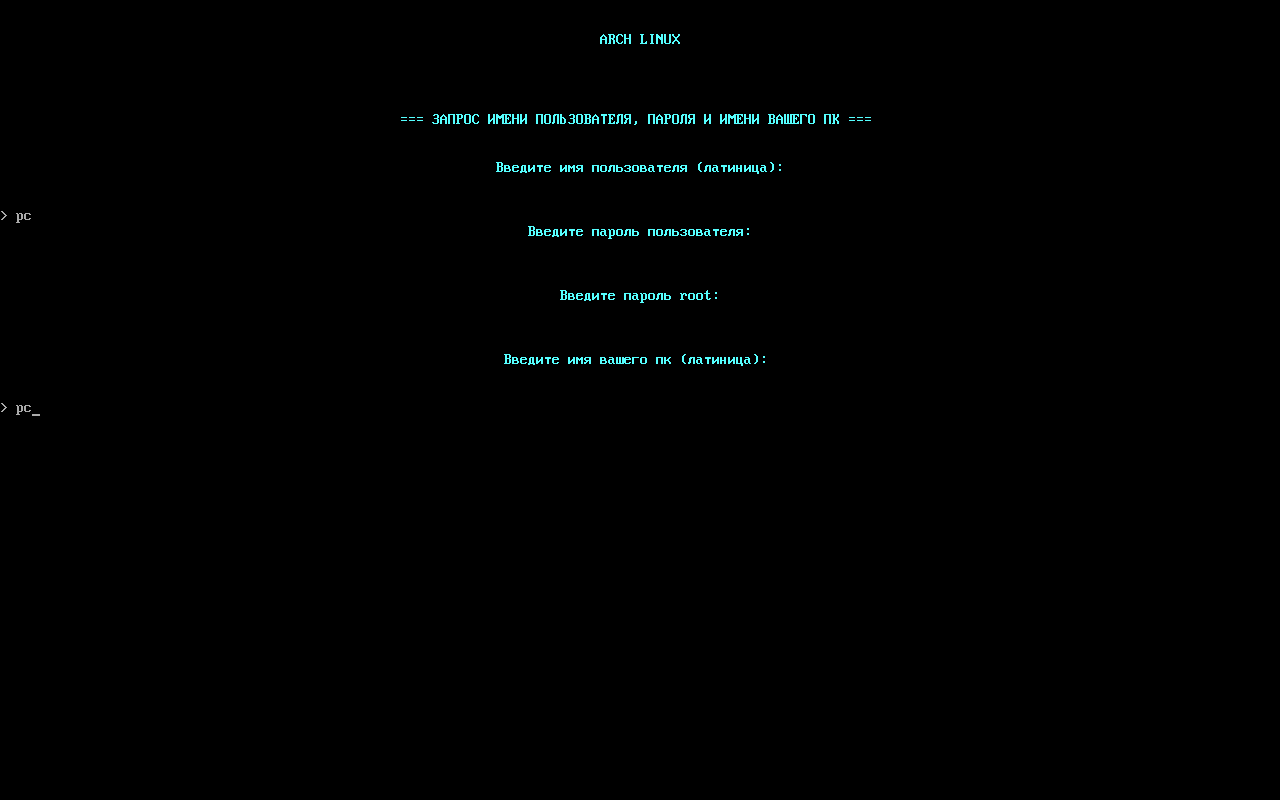 ARCH LINUX
=== ЗАПРОС ИМЕНИ ПОЛЬЗОВАТЕЛЯ, ПАРОЛЯ И ИМЕНИ ВАШЕГО ПК ===
Введите имя пользователя (латиница):
> pc
Введите пароль пользователя:
Введите пароль root:
Введите имя вашего пк (латиница):
> pc_